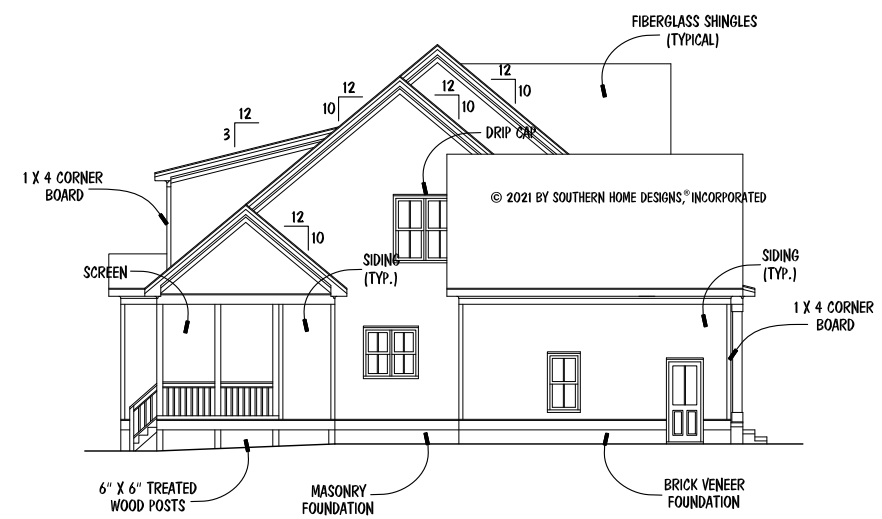 FIBERGLASS SHINGLES
(TYPICAL)
12
10
12
10
12
10
12
3
DRIP CAP
1 X 4 CORNER
BOARD
© 2021 BY SOUTHERN HOME DESIGNS,® INCORPORATED
12
10
SCREEN
SIDING
(TYP.)
SIDING
(TYP.)
1 X 4 CORNER
BOARD
6" X 6" TREATED
WOOD POSTS
MASONRY
FOUNDATION
BRICK VENEER
FOUNDATION